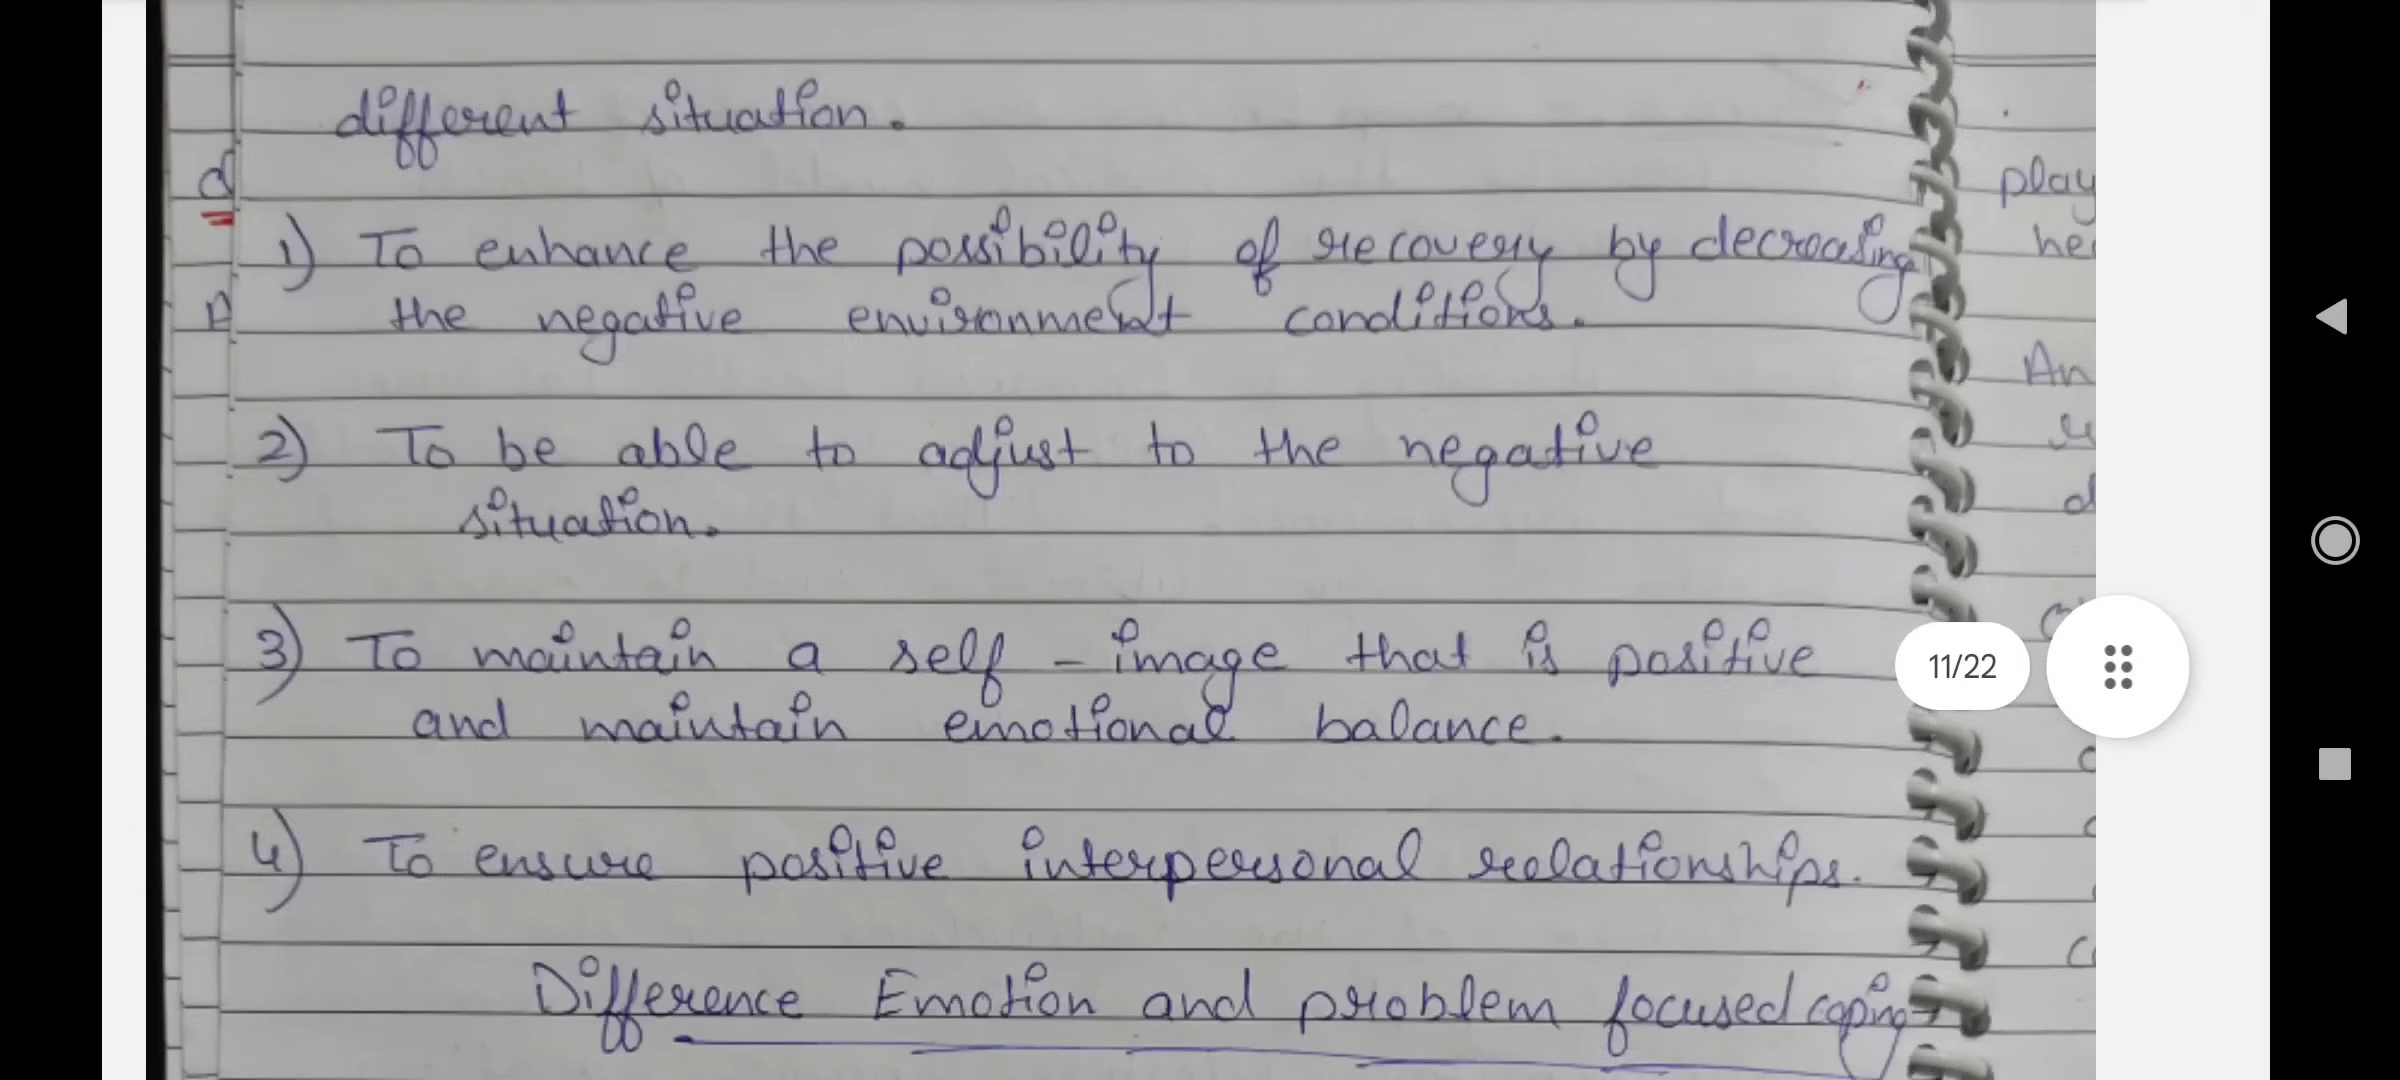 different situation.
1) To enhance the possibility of recovery by decreasing
the negative environment conditions.
2) To be able to adjust to the negative
situation.
3) To maintain a self - image that is positive
and maintain emotional balance.
4) To ensure positive interpersonal relationships.
Difference Emotion and problem focused coping
play
An
11/22